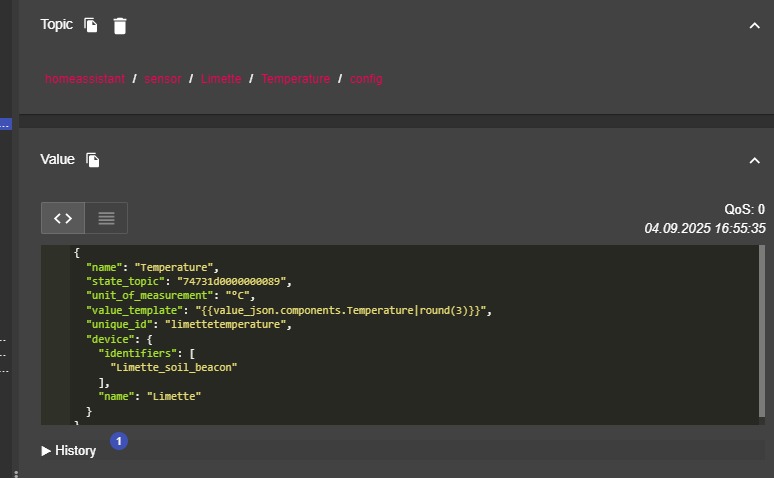 Topic
homeassistant / sensor / Limette / Temperature / config
Value
QoS: 0
04.09.2025 16:55:35
{
"name": "Temperature",
"state_topic": "74731d0000000089",
"unit_of_measurement": "°C",
"value_template": "{{value_json.components.Temperature|round(3)}}",
"unique_id": "limettetemperature",
"device": {
"identifiers": [
"Limette_soil_beacon"
],
"name": "Limette"
}
}
History 1